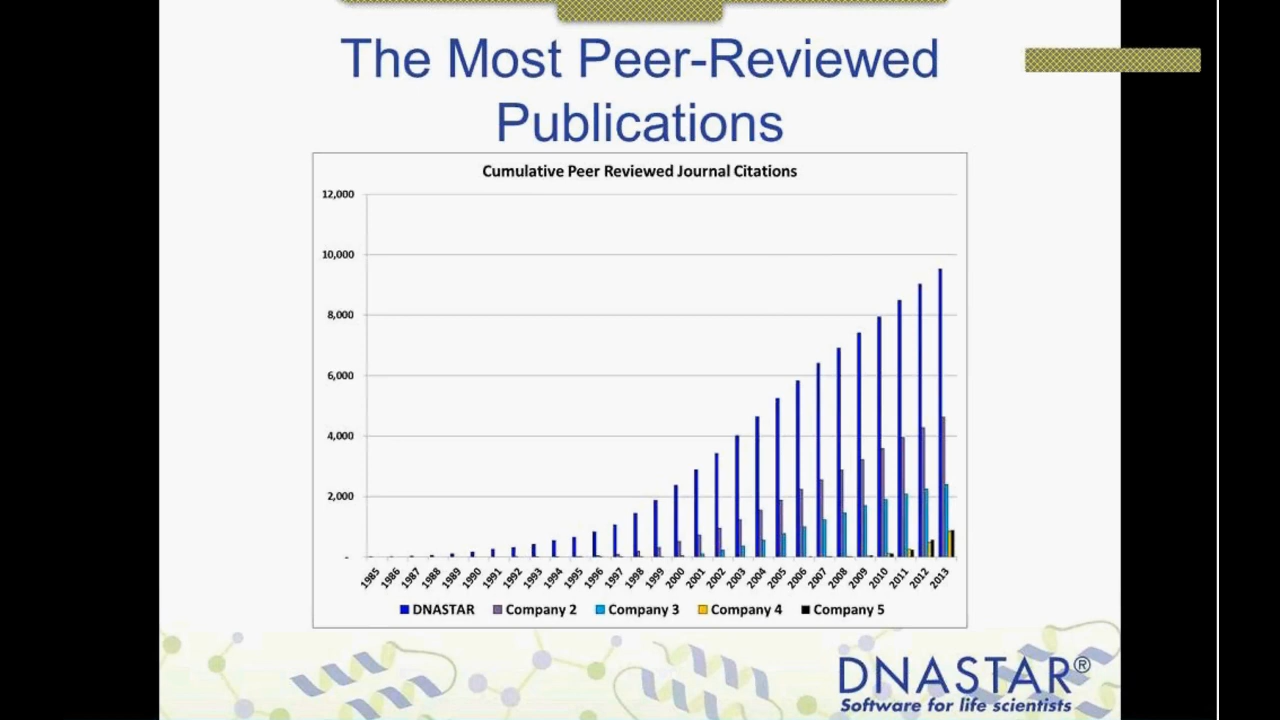 The Most Peer-Reviewed
Publications
Cumulative Peer Reviewed Journal Citations
12,000
10,000
8,000
6,000
4,000
2,000
-
1985 1986 1987 1988 1989 1990 1991 1992 1993 1994 1995 1996 1997 1998 1999 2000 2001 2002 2003 2004 2005 2006 2007 2008 2009 2010 2011 2012 2013
DNASTAR Company 2 Company 3 Company 4 Company 5
DNASTAR®
Software for life scientists